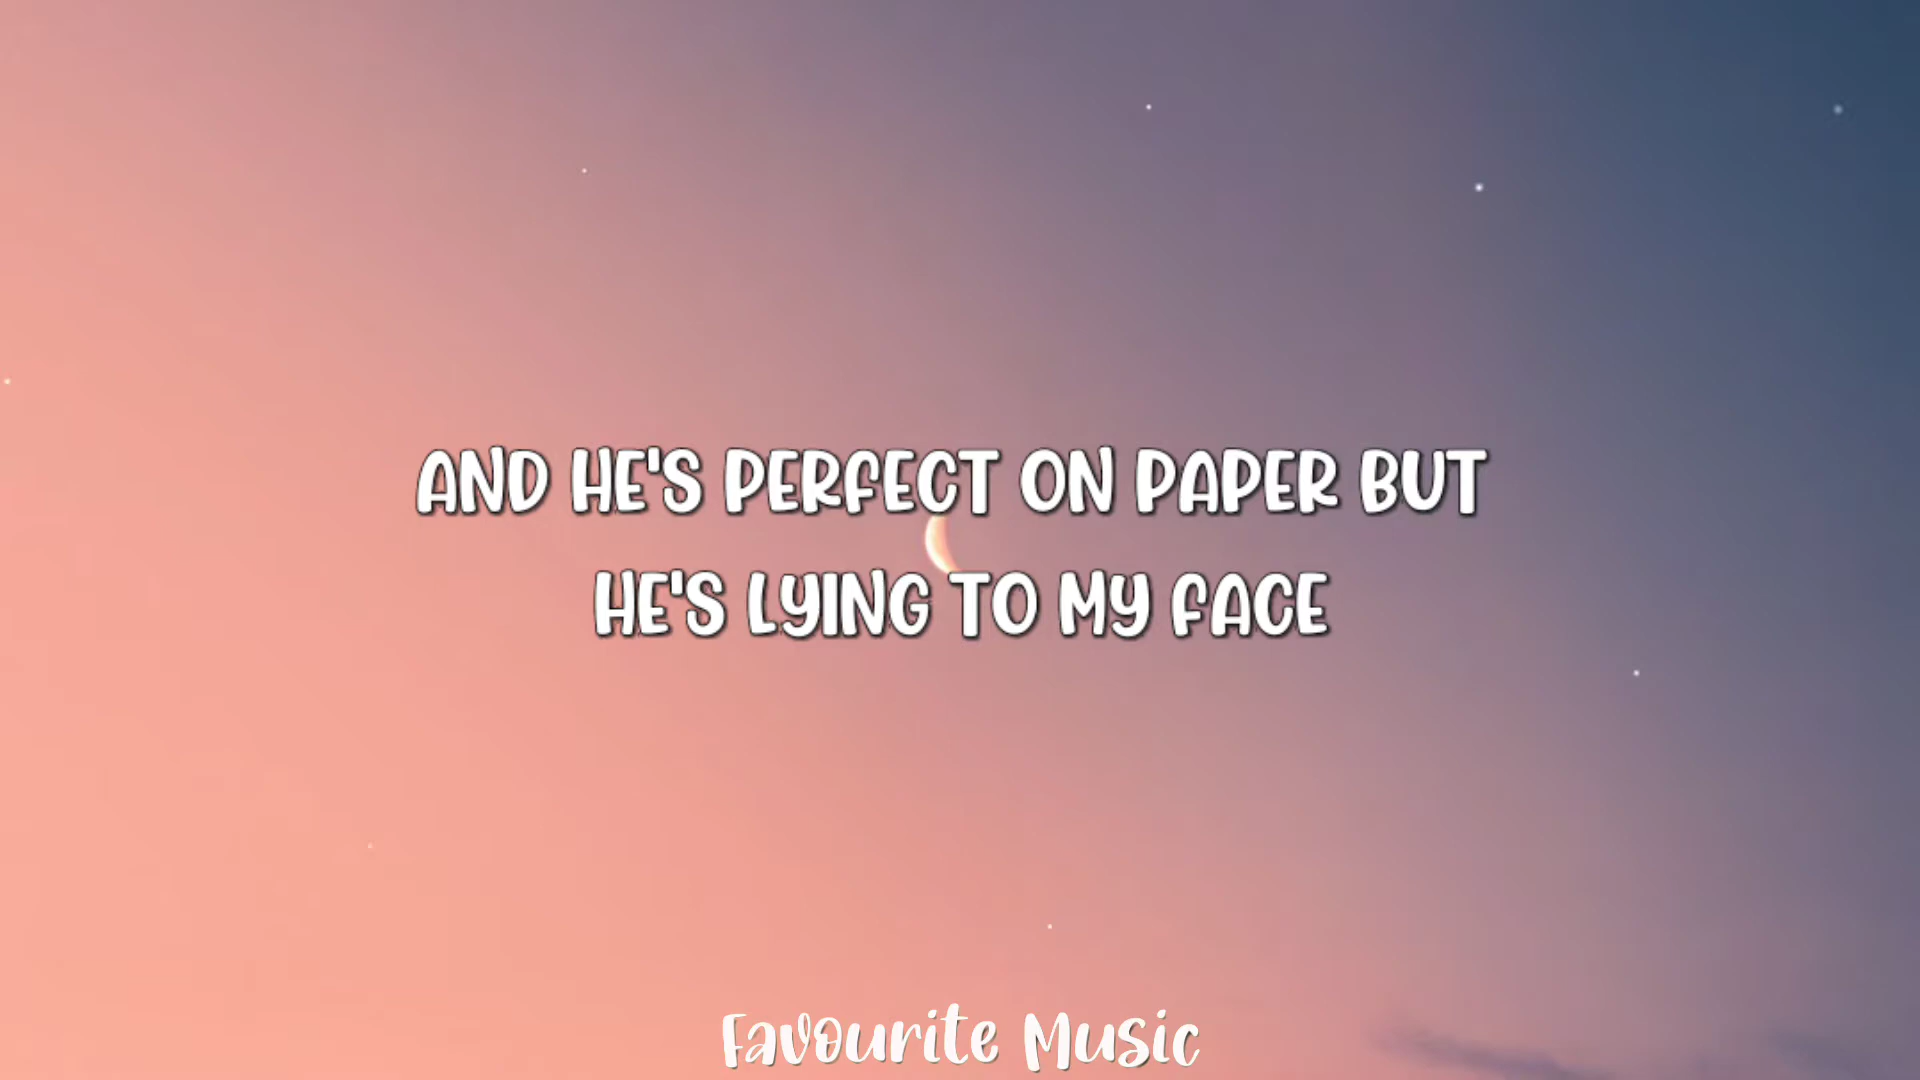 AND HE'S PERFECT ON PAPER BUT
HE'S LYING TO MY FACE
Favourite Music